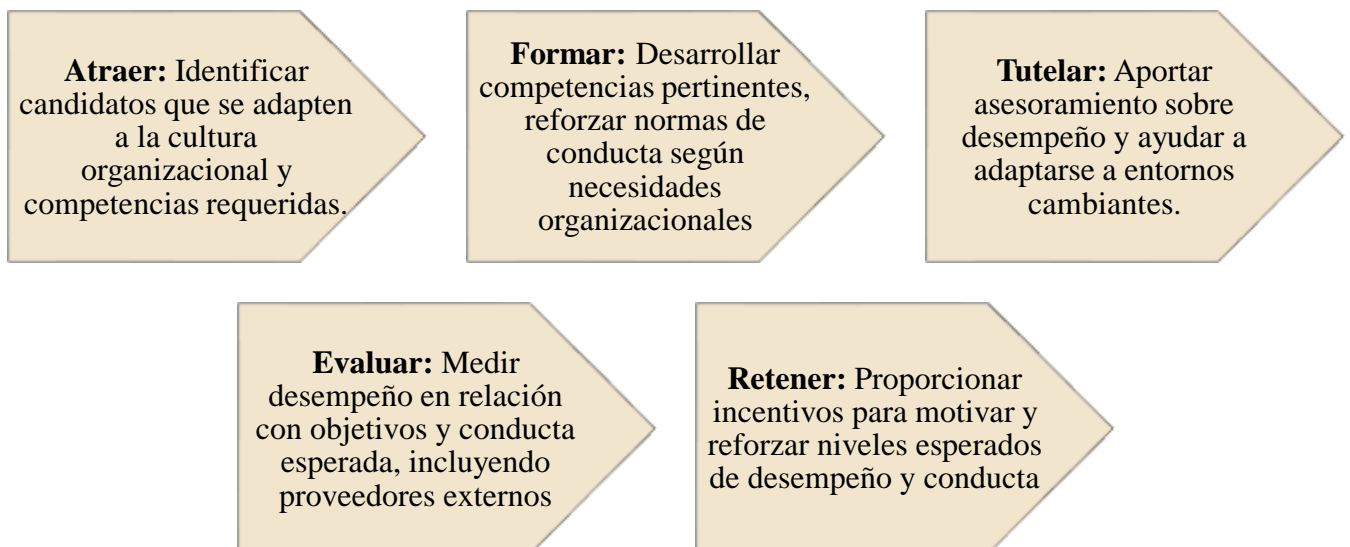 Atraer: Identificar
candidatos que se adapten
a la cultura
organizacional y
competencias requeridas.
Formar: Desarrollar
competencias pertinentes,
reforzar normas de
conducta según
necesidades
organizacionales
Tutelar: Aportar
asesoramiento sobre
desempeño y ayudar a
adaptarse a entornos
cambiantes.
Evaluar: Medir
desempeño en relación
con objetivos y conducta
esperada, incluyendo
proveedores externos
Retener: Proporcionar
incentivos para motivar y
reforzar niveles esperados
de desempeño y conducta